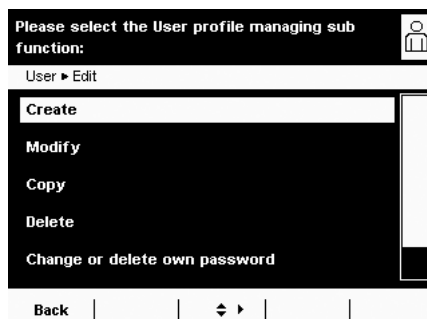 Please select the User profile managing sub
function:
User ▸ Edit
Create
Modify
Copy
Delete
Change or delete own password
Back